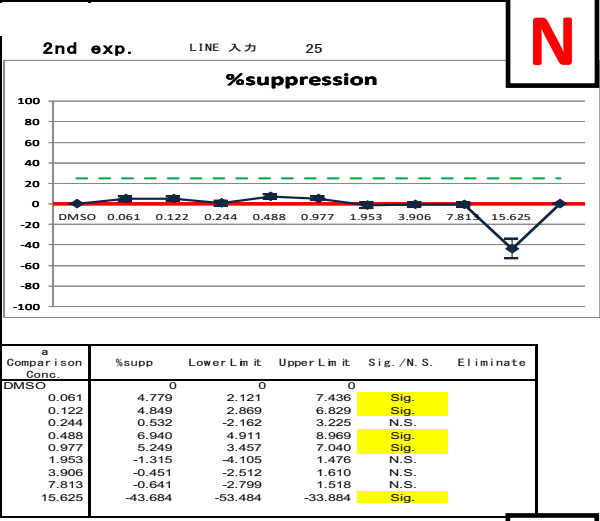 N
2nd exp. LINE 入力 25
%suppression
100
80
60
40
20
0
-20
-40
-60
-80
-100
DMSO 0.061 0.122 0.244 0.488 0.977 1.953 3.906 7.813 15.625
a
Comparison Conc. %supp LowerLimit UpperLimit Sig./N.S. Eliminate
DMSO 0 0 0
0.061 4.779 2.121 7.436 Sig.
0.122 4.849 2.869 6.829 Sig.
0.244 0.532 -2.162 3.225 N.S.
0.488 6.940 4.911 8.969 Sig.
0.977 5.249 3.457 7.040 Sig.
1.953 -1.315 -4.105 1.476 N.S.
3.906 -0.451 -2.512 1.610 N.S.
7.813 -0.641 -2.799 1.518 N.S.
15.625 -43.684 -53.484 -33.884 Sig.